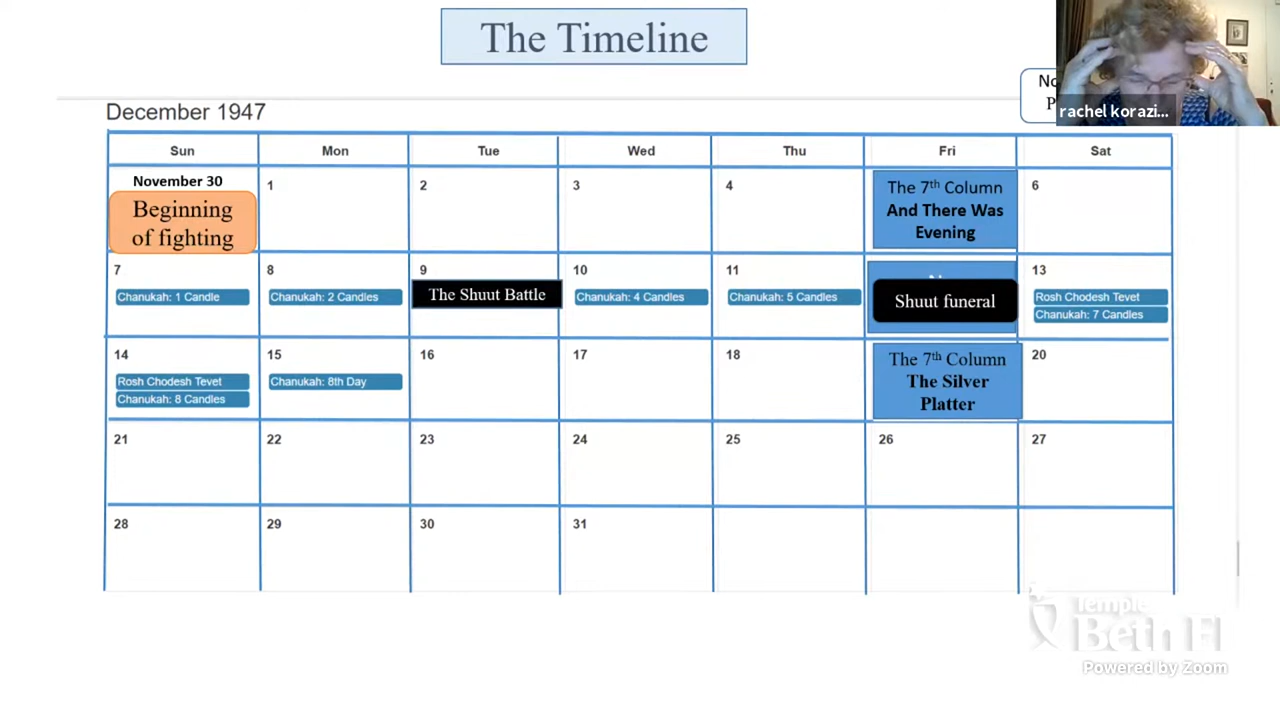 The Timeline
rachel korazi...
December 1947
Sun Mon Tue Wed Thu Fri Sat
November 30
Beginning
of fighting
1
2
3
4
The 7th Column
And There Was
Evening
6
7
Chanukah: 1 Candle
8
Chanukah: 2 Candles
9
The Shuut Battle
10
Chanukah: 4 Candles
11
Chanukah: 5 Candles
Shuut funeral
13
Rosh Chodesh Tevet
Chanukah: 7 Candles
14
Rosh Chodesh Tevet
Chanukah: 8 Candles
15
Chanukah: 8th Day
16
17
18
The 7th Column
The Silver
Platter
20
21
22
23
24
25
26
27
28
29
30
31
Temple
Beth El
Powered by Zoom